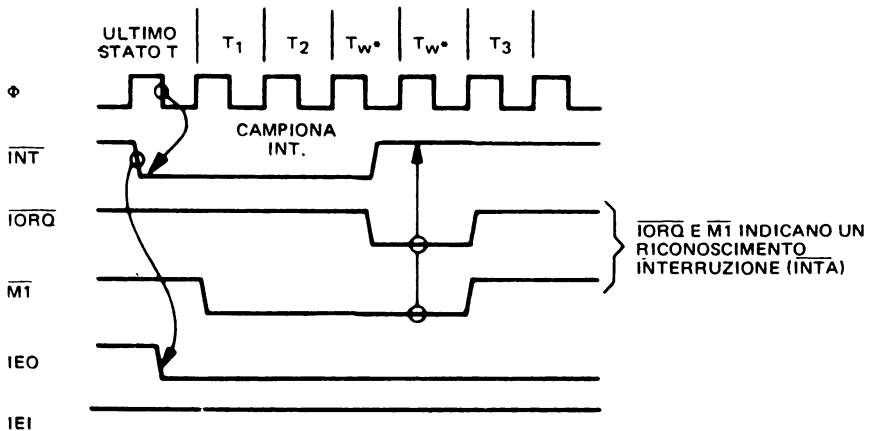 ULTIMO
STATO T
T1
T2
Tw*
Tw*
T3
Φ
CAMPIONA
INT.
INT
IORQ
IORQ E M1 INDICANO UN
RICONOSCIMENTO
INTERRUZIONE (INTA)
M1
IEO
IEI